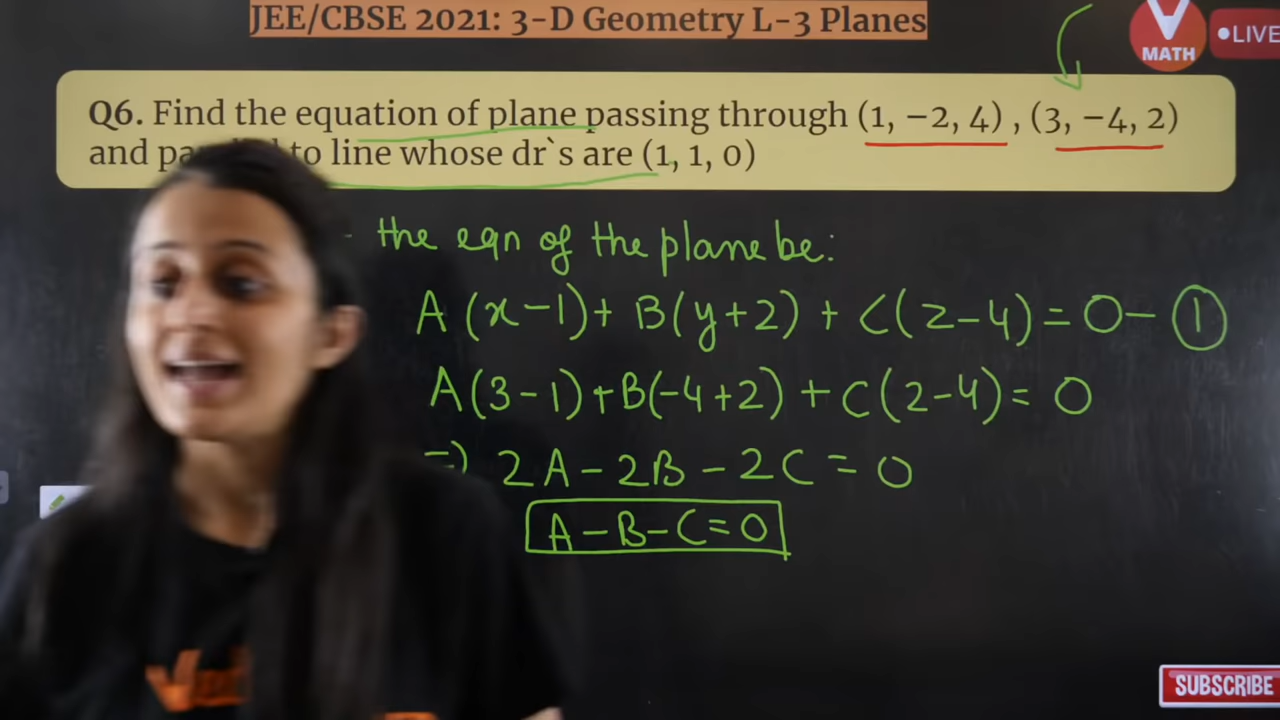 JEE/CBSE 2021: 3-D Geometry L-3 Planes
MATH
LIVE
Q6. Find the equation of plane passing through (1, −2, 4) , (3, −4, 2)
and to line whose dr`s are (1, 1, 0)
the eqn of the plane be:
A (x-1)+ B(y+2) + C(z-4) = 0 - ①
A(3-1)+B(-4+2) + C(2-4) = 0
⇒ 2A - 2B - 2C = 0
A - B - C = 0
SUBSCRIBE